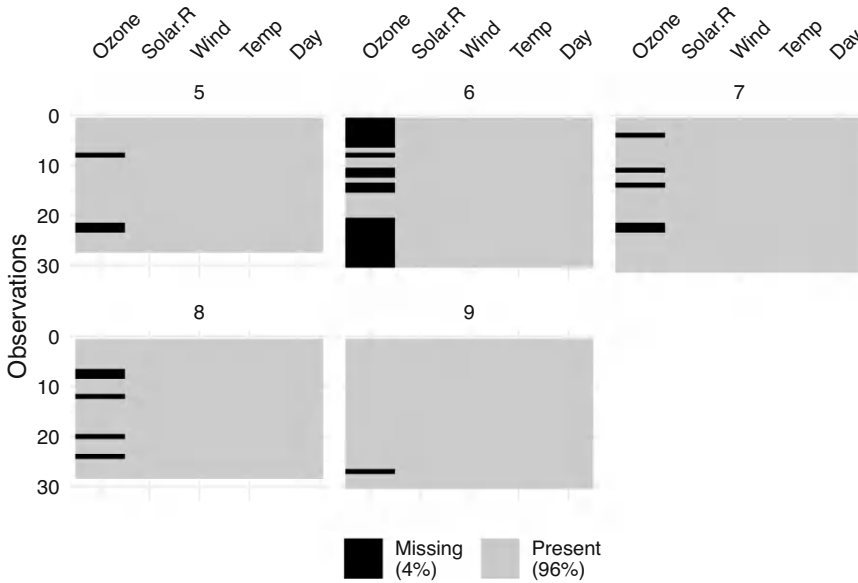 Ozone Solar.R Wind Temp Day Ozone Solar.R Wind Temp Day Ozone Solar.R Wind Temp Day
5 6 7
0
10
20
30
8 9
0
10
20
30
Observations
Missing Present
(4%) (96%)